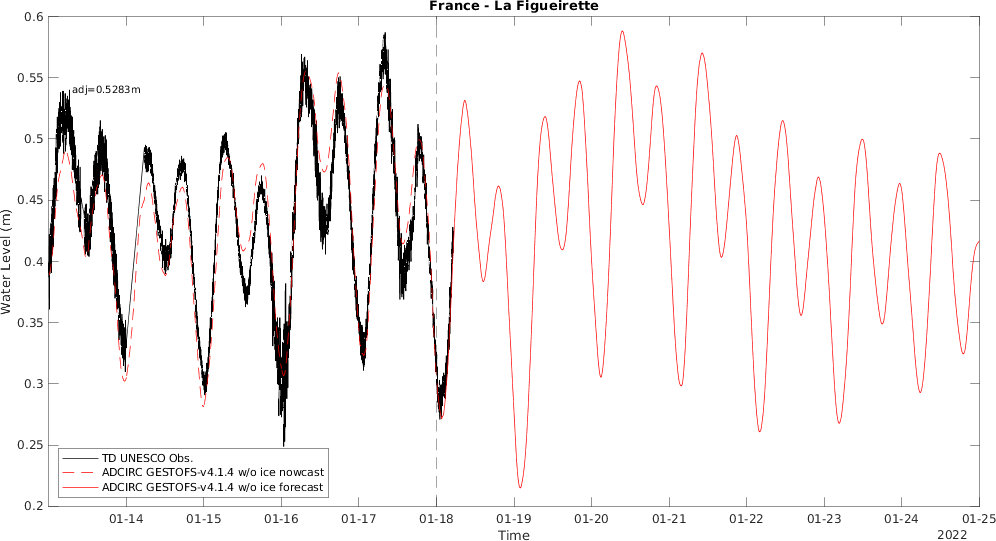 France - La Figueirette
0.6
0.55
0.5
0.45
0.4
0.35
0.3
0.25
0.2
Water Level (m)
adj=0.5283m
TD UNESCO Obs.
ADCIRC GESTOFS-v4.1.4 w/o ice nowcast
ADCIRC GESTOFS-v4.1.4 w/o ice forecast
01-14 01-15 01-16 01-17 01-18 01-19 01-20 01-21 01-22 01-23 01-24 01-25
Time
2022